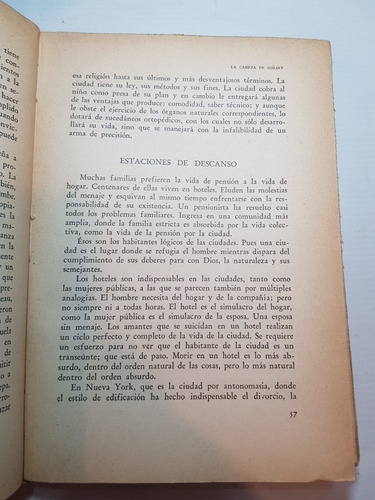 tiene
LA CABEZA DE GOLIAT
esa religión hasta sus últimos y más desventajosos términos. La
ciudad tiene su ley, sus métodos y sus fines. La ciudad cobra al
niño como presa de su plan y en cambio le entregará algunas
de las ventajas que produce: comodidad, saber técnico; y aunque
le obste el ejercicio de los órganos naturales correspondientes, lo
dotará de sucedáneos ortopédicos, con los cuales no sólo desarro-
llará su vida, sino que se manejará con la infalibilidad de un
arma de precisión.
ESTACIONES DE DESCANSO
Muchas familias prefieren la vida de pensión a la vida de
hogar. Centenares de ellas viven en hoteles. Eluden las molestias
del menaje y esquivan al mismo tiempo enfrentarse con la res-
ponsabilidad de su existencia. Un pensionista ha resuelto casi
todos los problemas familiares. Ingresa en una comunidad más
amplia, donde la familia estricta es absorbida por la vida colec-
tiva, como la vida de la pensión por la ciudad.
Éos son los habitantes lógicos de las ciudades. Pues una ciu-
dad es el lugar donde se refugia el hombre mientras dispara del
cumplimiento de sus deberes para con Dios, la naturaleza y sus
semejantes.
Los hoteles son indispensables en las ciudades, tanto como
las mujeres públicas, a las que se parecen también por múltiples
analogías. El hombre necesita del hogar y de la compañía; pero
no siempre ni a todas horas. El hotel es el simulacro del hogar,
como la mujer pública es el simulacro de la esposa. Una esposa
sin menaje. Los amantes que se suicidan en un hotel realizan
un ciclo perfecto y completo de la vida de la ciudad. Se requiere
un esfuerzo para no ver que el habitante de la ciudad es un
transeúnte; que está de paso. Morir en un hotel es lo más ab-
surdo, dentro del orden natural de las cosas, pero lo más natural
dentro del orden absurdo.
En Nueva York, que es la ciudad por antonomasia, donde
el estilo de edificación ha hecho indispensable el divorcio, la
57